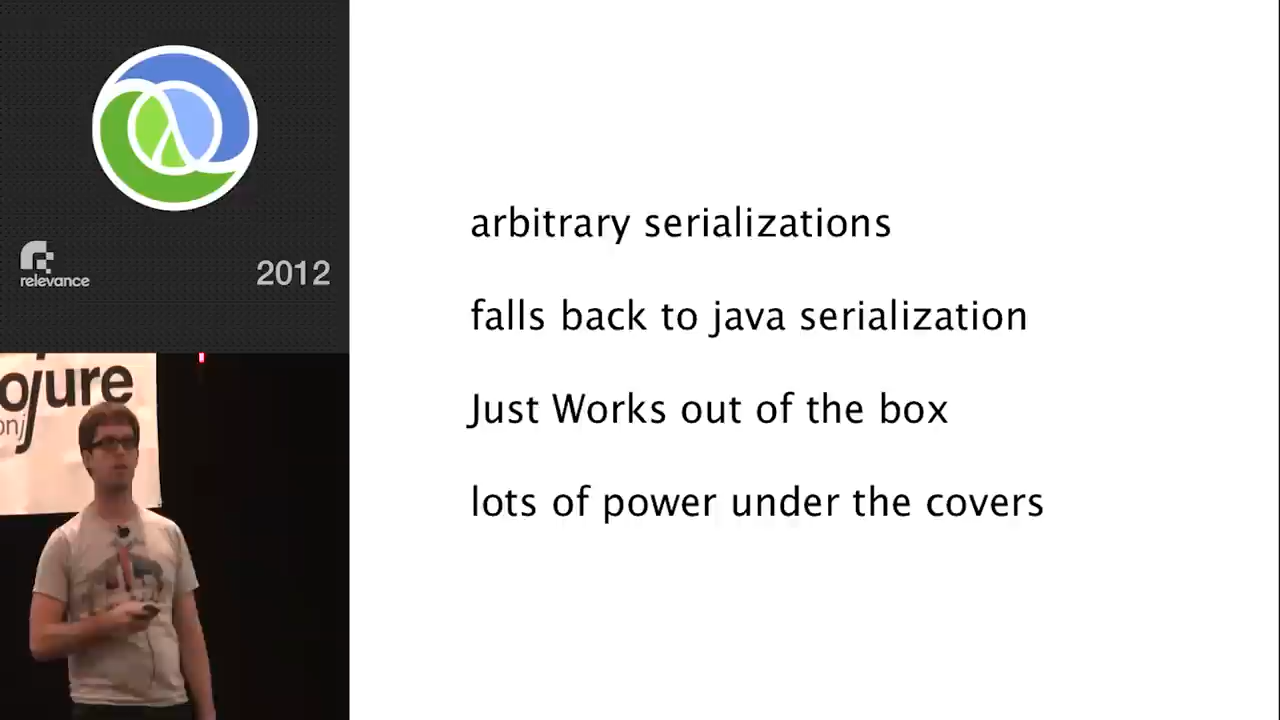 relevance
2012
ojure
onj
arbitrary serializations
falls back to java serialization
Just Works out of the box
lots of power under the covers